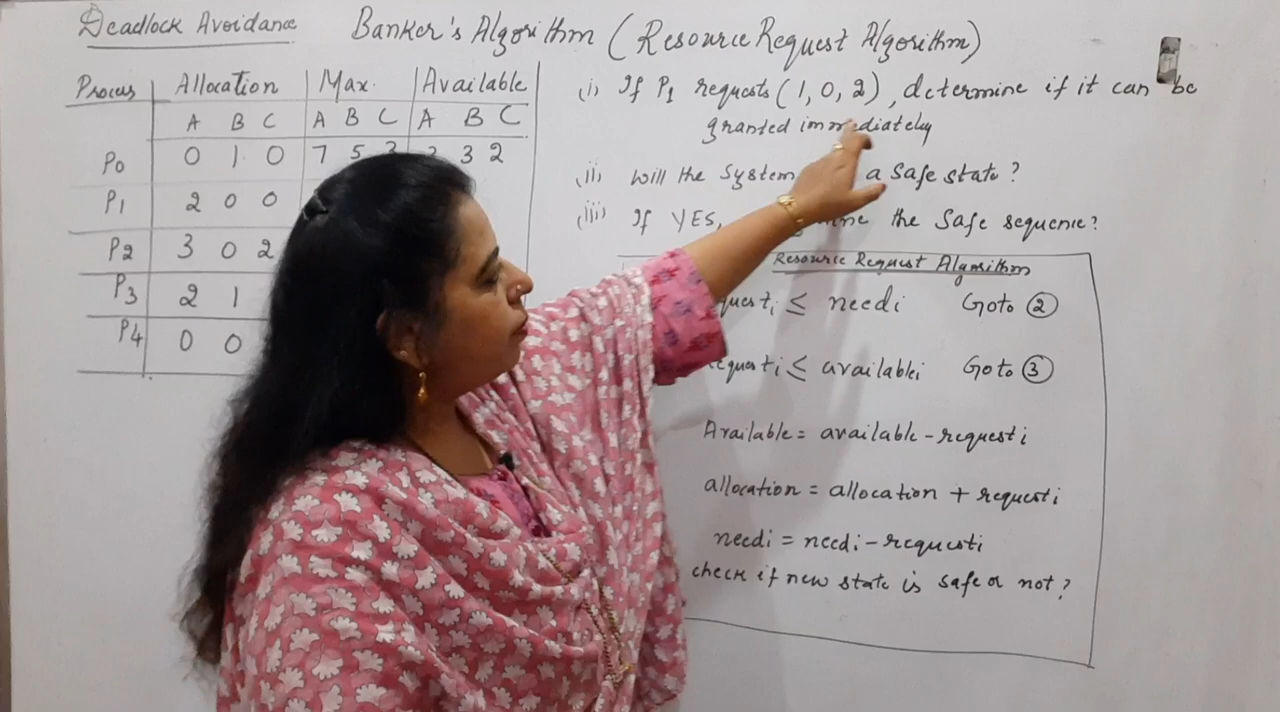 Deadlock Avoidance Banker's Algorithm (Resource Request Algorithm)
Process Allocation Max. Available
A B C A B C A B C
P0 0 1 0 7 5 3 2
P1 2 0 0
P2 3 0 2
P3 2 1
P4 0 0
(i) If P1 requests (1, 0, 2), determine if it can be
granted immediately
(ii) will the System a safe state?
(iii) If YES, the safe sequence?
Resource Request Algorithm
≤ needi Goto 2
≤ availablei Goto 3
Available = available - requesti
allocation = allocation + requesti
needi = needi - requesti
check if new state is safe or not?